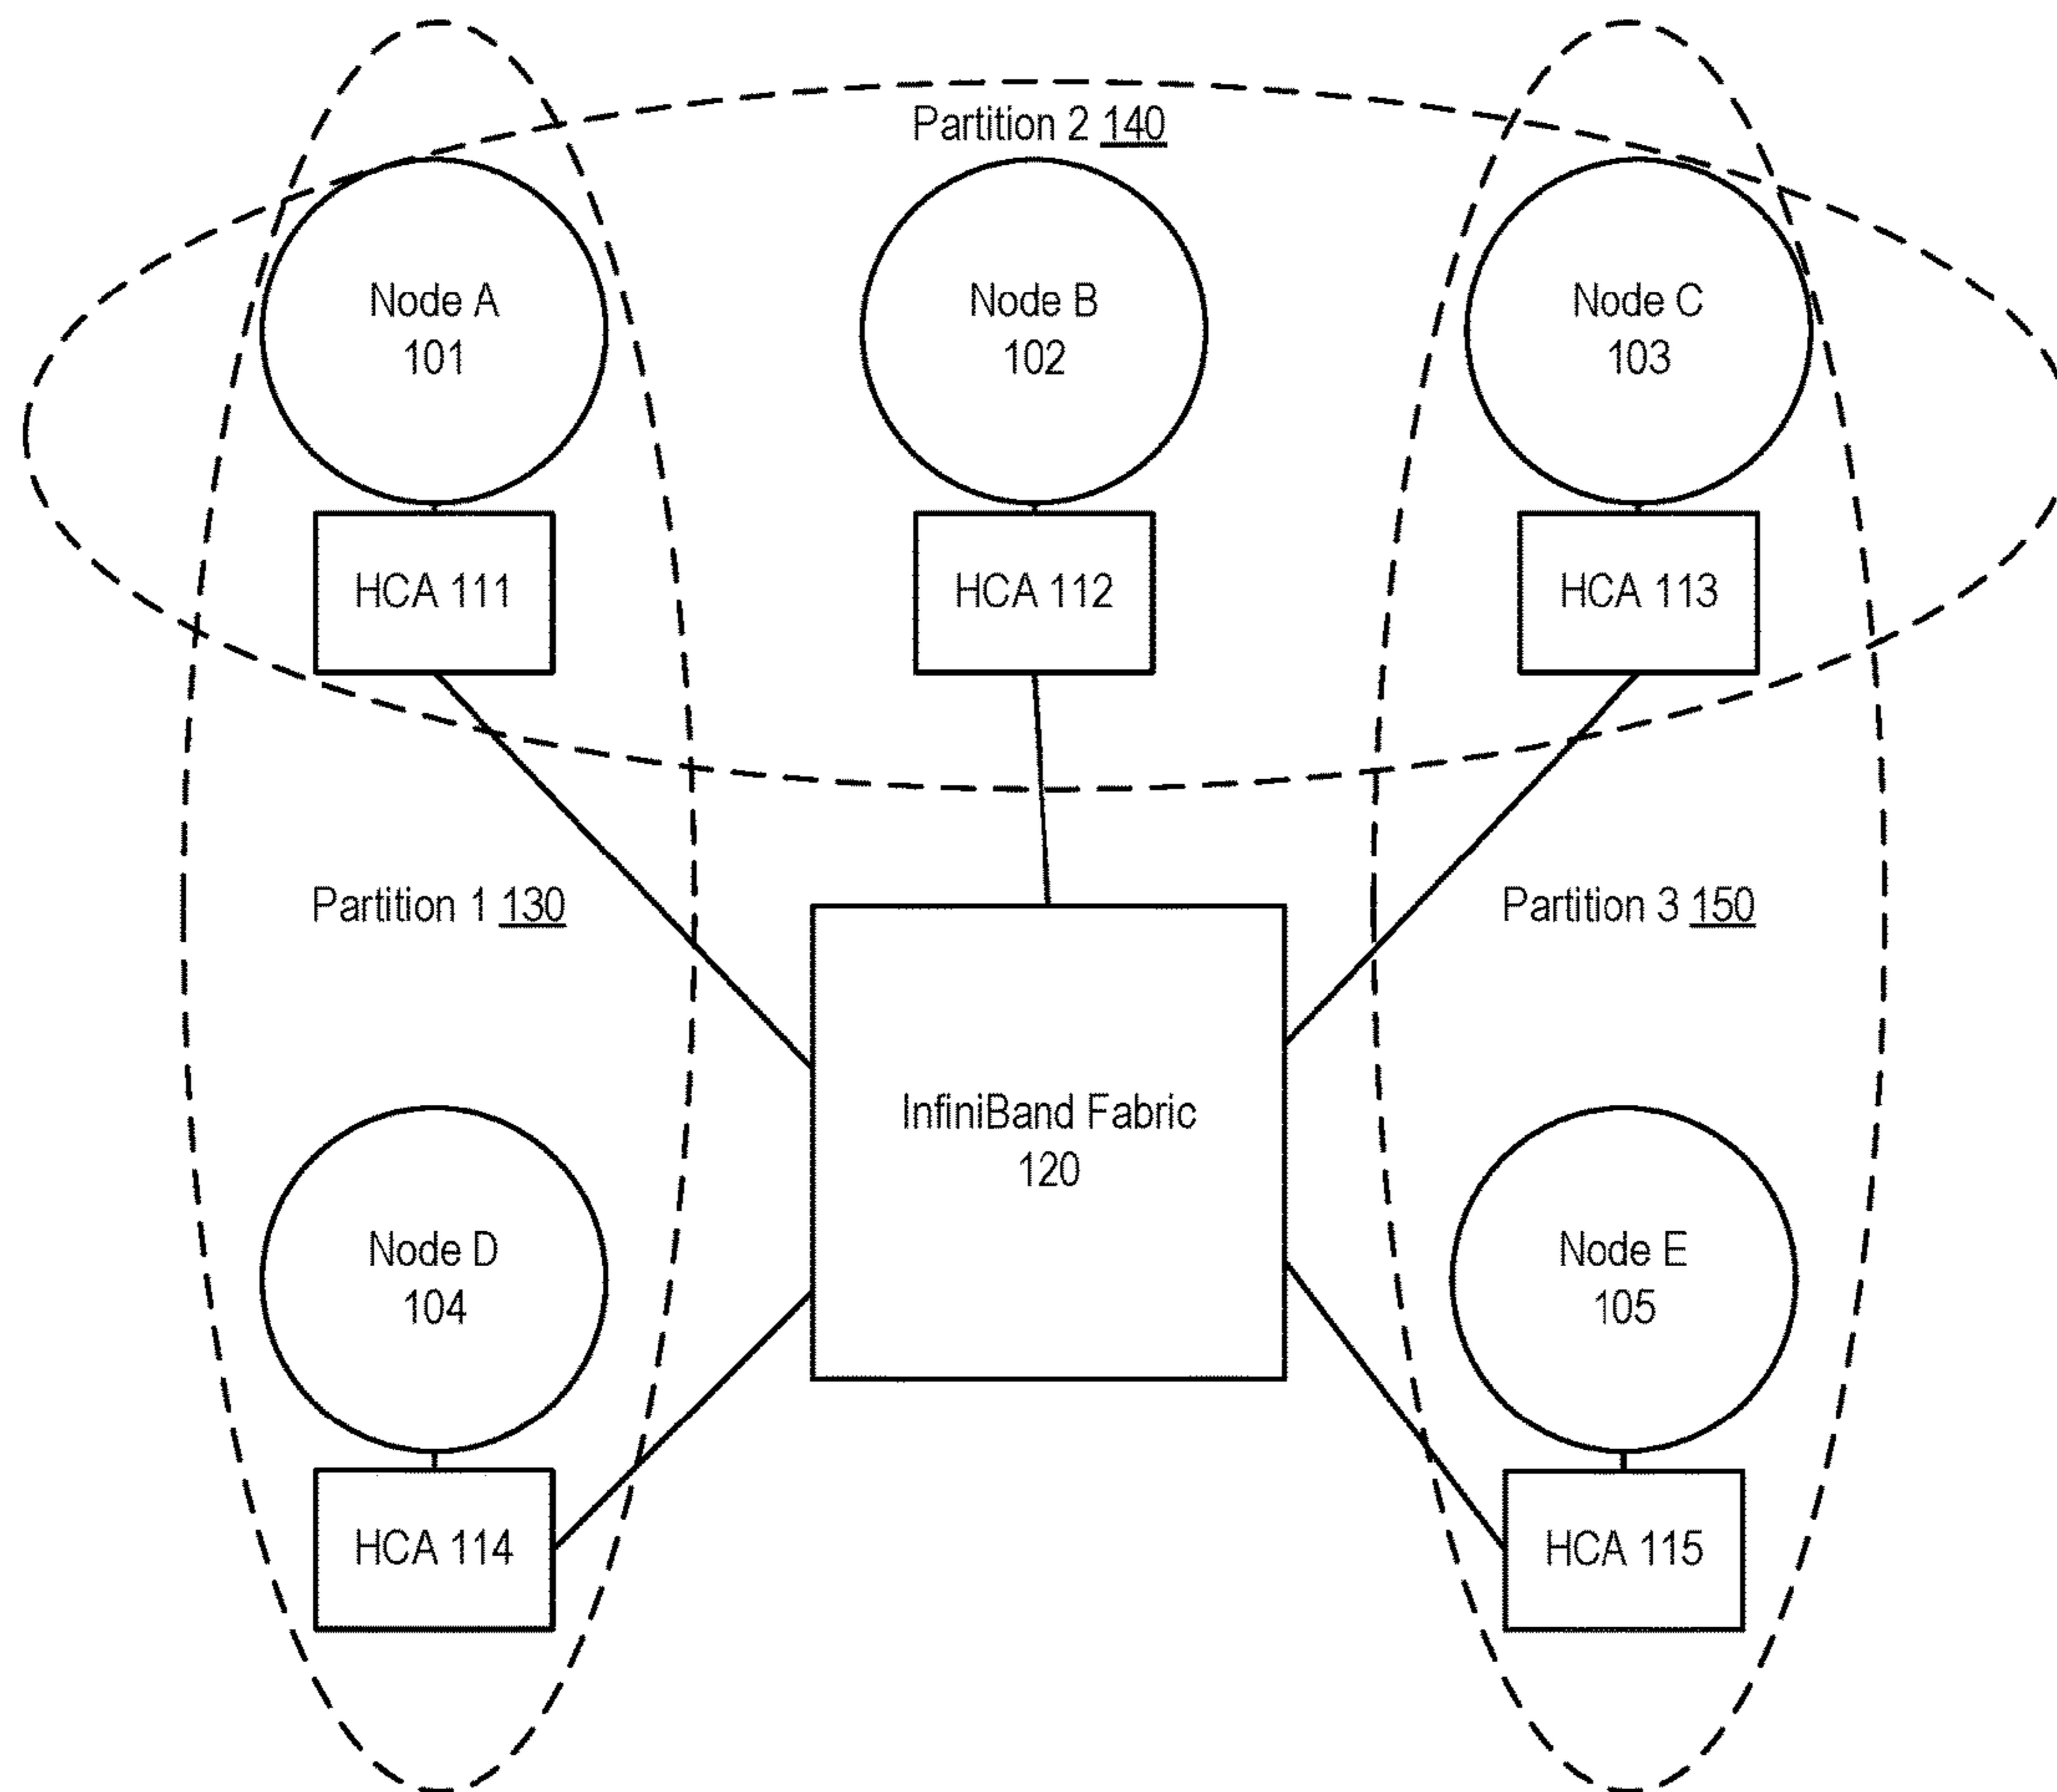 Partition 2 140
Node A
101
Node B
102
Node C
103
HCA 111
HCA 112
HCA 113
Partition 1 130
Partition 3 150
InfiniBand Fabric
120
Node D
104
Node E
105
HCA 114
HCA 115